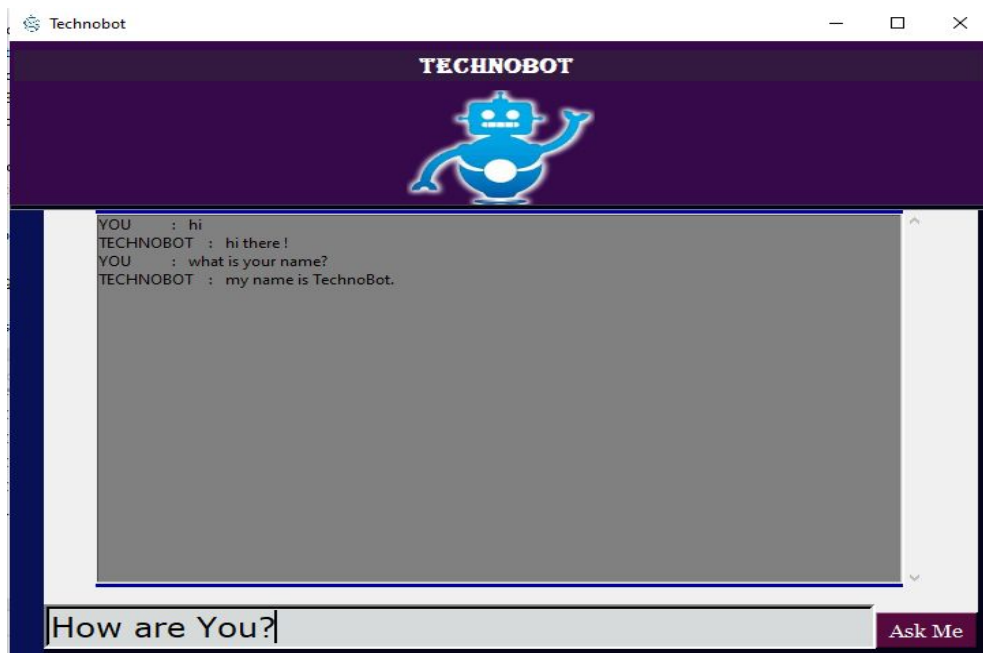 Technobot
TECHNOBOT
YOU : hi
TECHNOBOT : hi there !
YOU : what is your name?
TECHNOBOT : my name is TechnoBot.
How are You?
Ask Me